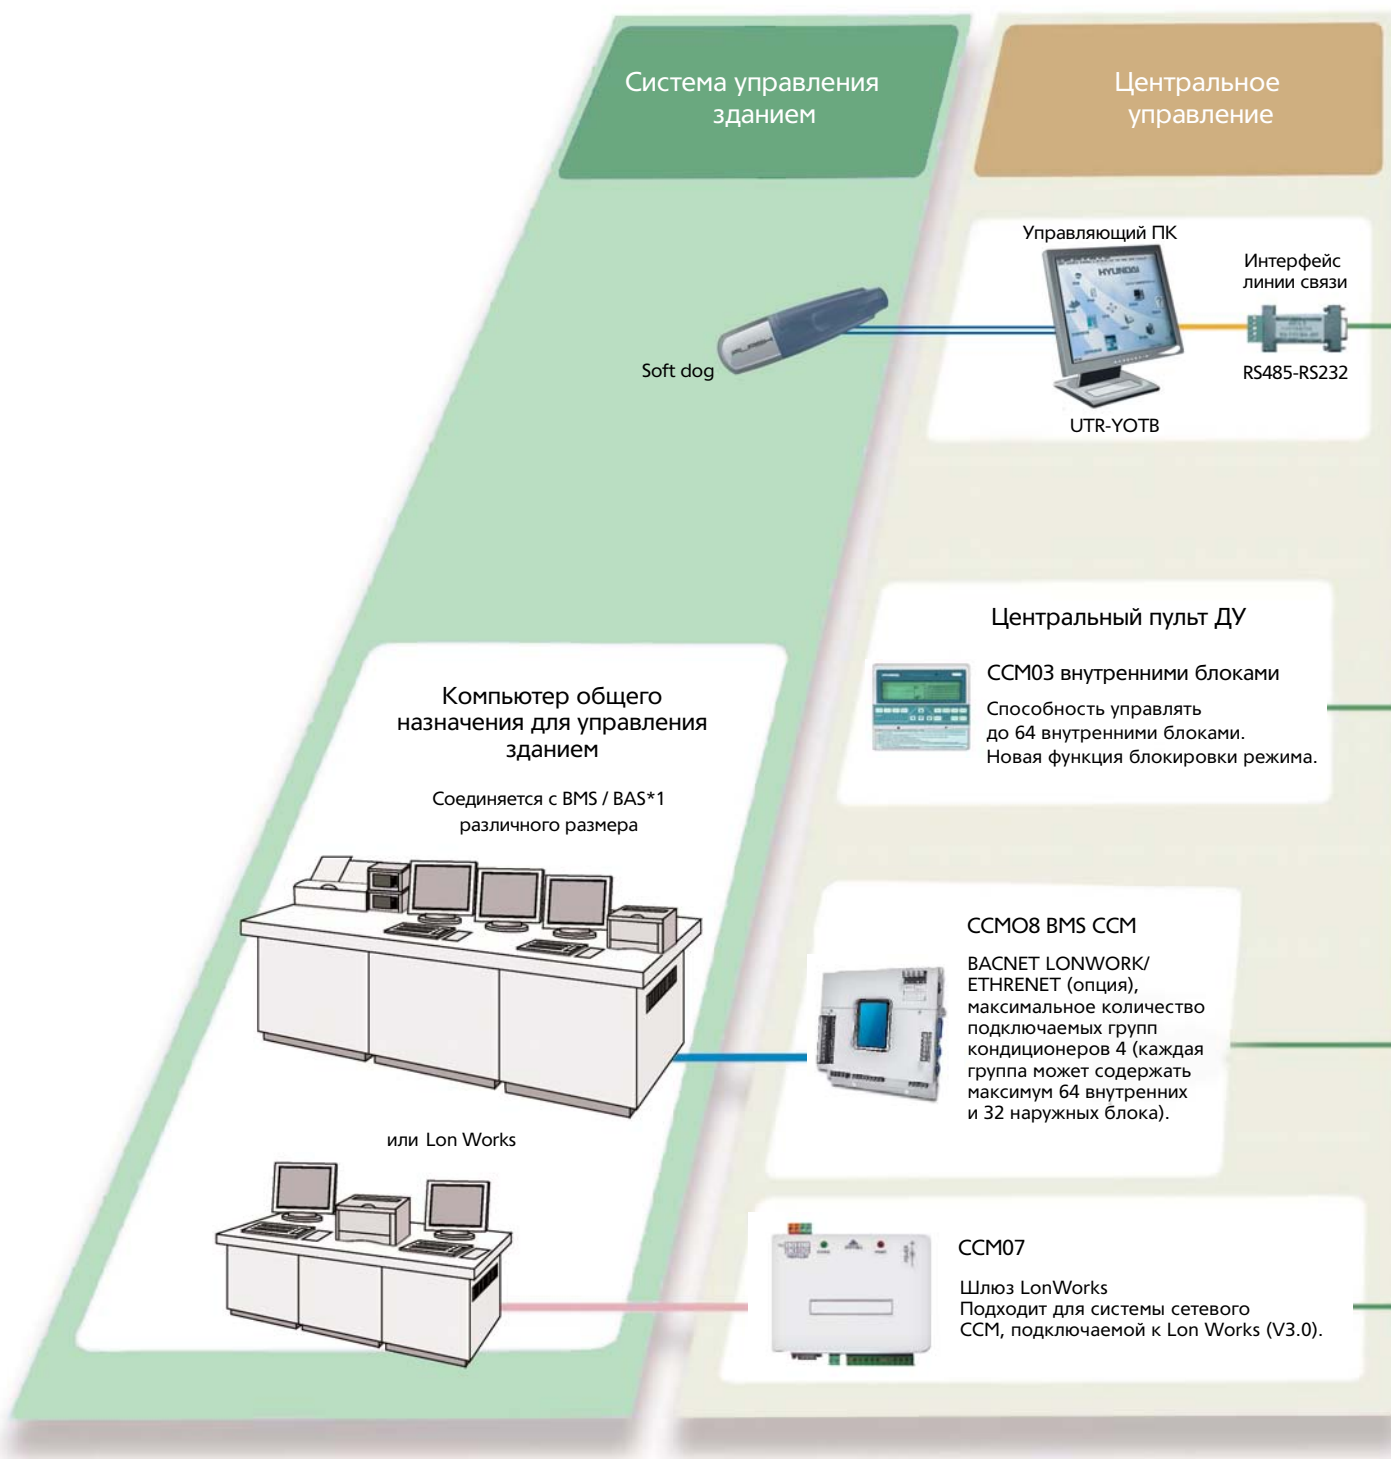 Система управления
зданием
Центральное
управление
Управляющий ПК
Интерфейс
линии связи
HYUNDAI
Soft dog
RS485-RS232
UTR-YOTB
Центральный пульт ДУ
CCM03 внутренними блоками
Способность управлять
до 64 внутренними блоками.
Новая функция блокировки режима.
Компьютер общего
назначения для управления
зданием
Соединяется с BMS / BAS*1
различного размера
CCMO8 BMS CCM
BACNET LONWORK/
ETHRENET (опция),
максимальное количество
подключаемых групп
кондиционеров 4 (каждая
группа может содержать
максимум 64 внутренних
и 32 наружных блока).
или Lon Works
CCM07
Шлюз LonWorks
Подходит для системы сетевого
CCM, подключаемой к Lon Works (V3.0).